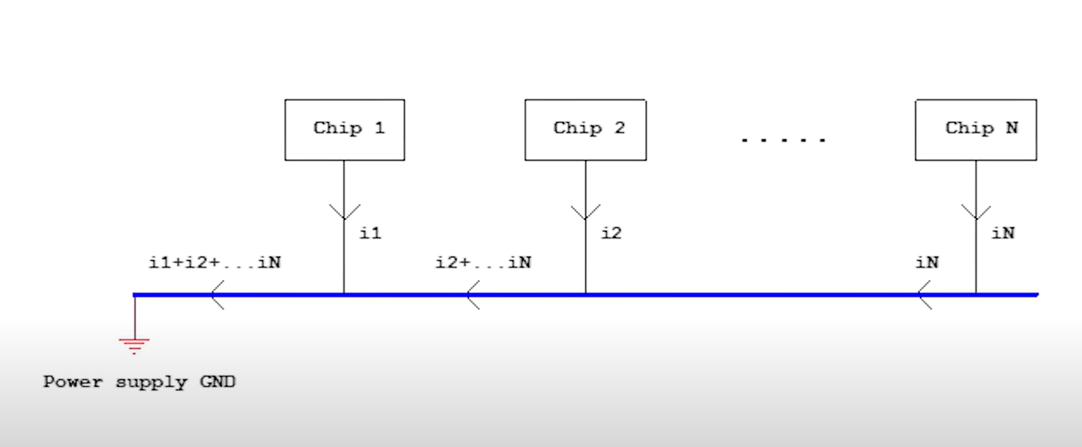 Chip 1
Chip 2
.....
Chip N
i1
i2
iN
i1+i2+...iN
i2+...iN
iN
Power supply GND